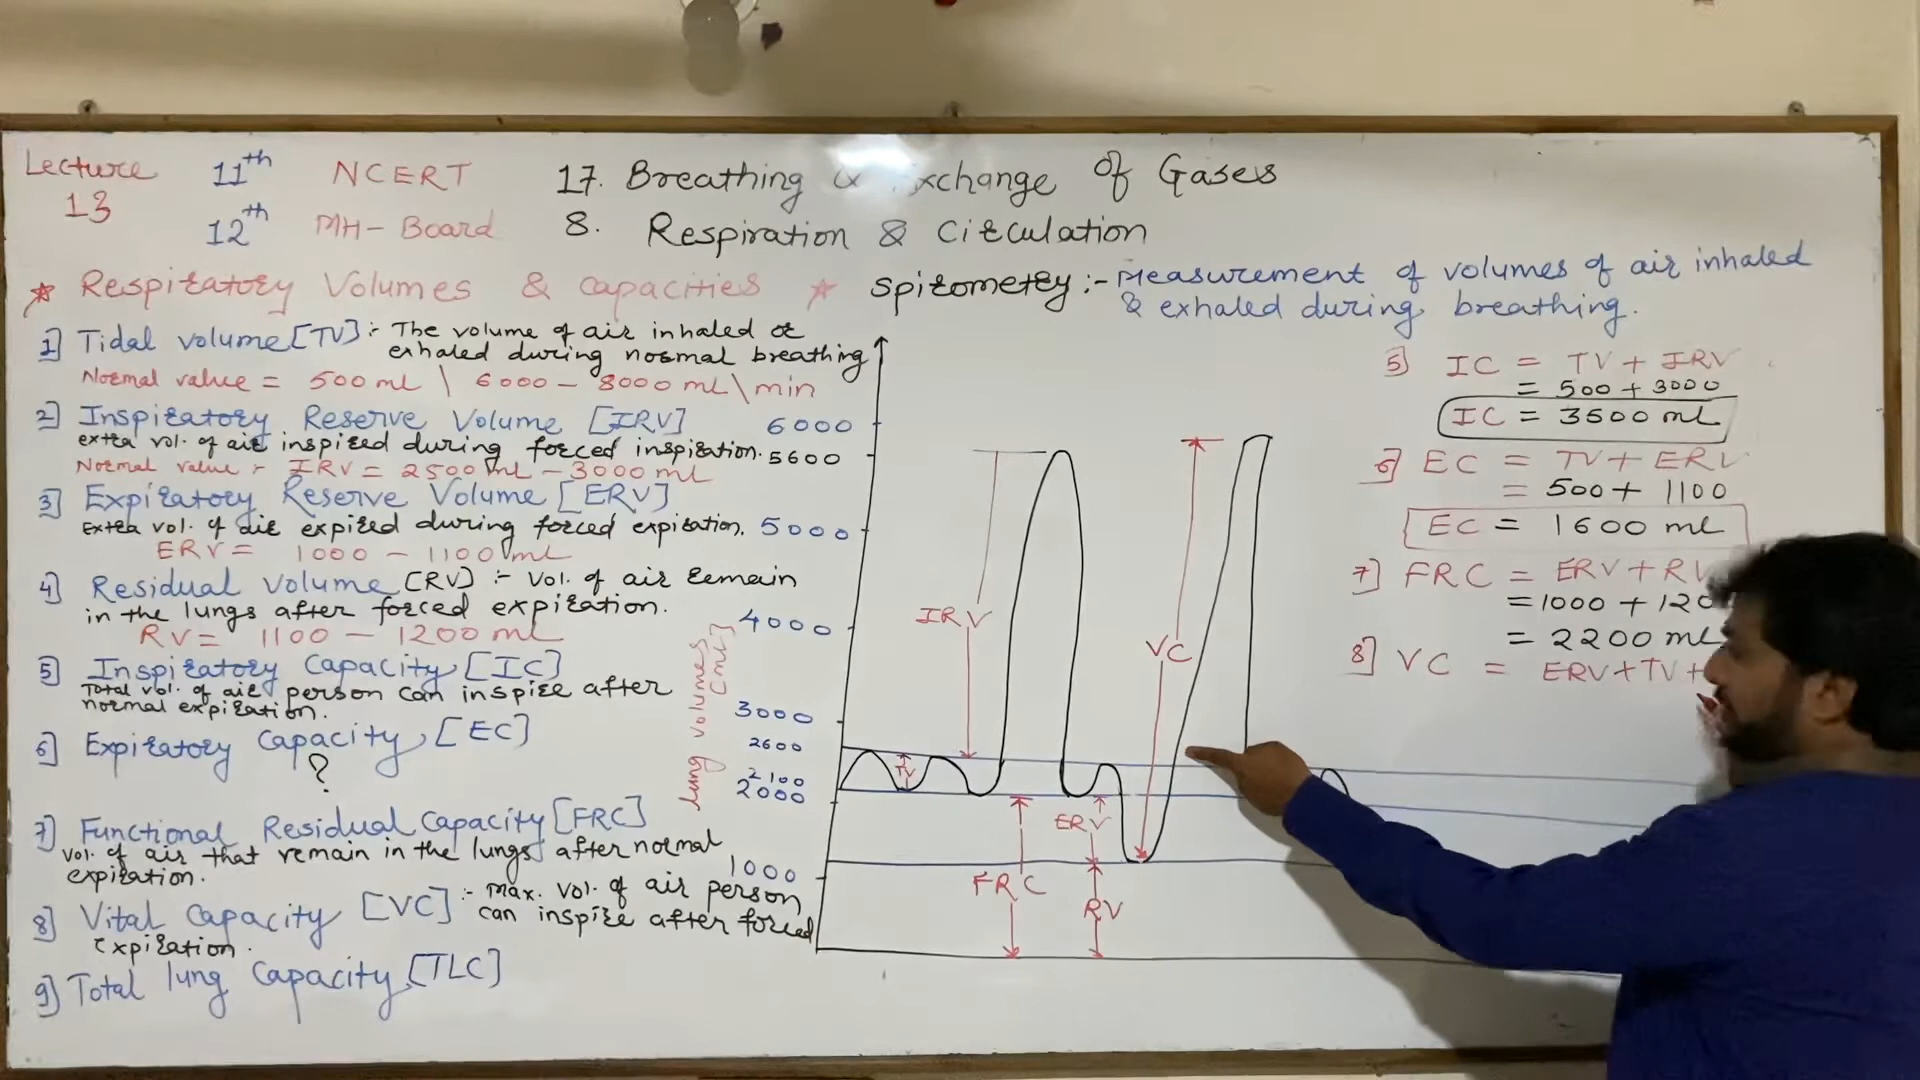 Lecture 13
11th NCERT 17. Breathing & xchange of Gases
12th MH-Board 8. Respiration & Circulation
* Respiratory Volumes & capacities *
spirometry :- Measurement of volumes of air inhaled
& exhaled during breathing.
1] Tidal volume [TV] :- The volume of air inhaled or
exhaled during normal breathing
Normal value = 500 ml \ 6000 - 8000 ml \ min
2] Inspiratory Reserve Volume [IRV]
extra vol. of air inspired during forced inspiration.
Normal value :- IRV = 2500 ml - 3000 ml
3] Expiratory Reserve Volume [ERV]
Extra vol. of air expired during forced expiration.
ERV = 1000 - 1100 ml
4] Residual volume [RV] :- Vol. of air remain
in the lungs after forced expiration.
RV = 1100 - 1200 ml
5] Inspiratory Capacity [IC]
Total vol. of air person can inspire after
normal expiration.
6] Expiratory Capacity [EC]
?
7] Functional Residual Capacity [FRC]
Vol. of air that remain in the lungs after normal
expiration.
8] Vital Capacity [VC] :- Max. vol. of air person
can inspire after forced
expiration.
9] Total lung Capacity [TLC]
lung volumes (ml)
6000
5600
5000
4000
3000
2600
2100
2000
1000
TV
IRV
FRC
ERV
RV
VC
5] IC = TV + IRV
= 500 + 3000
IC = 3500 ml
6] EC = TV + ERV
= 500 + 1100
EC = 1600 ml
7] FRC = ERV + RV
= 1000 + 120
= 2200 ml
8] VC = ERV + TV +